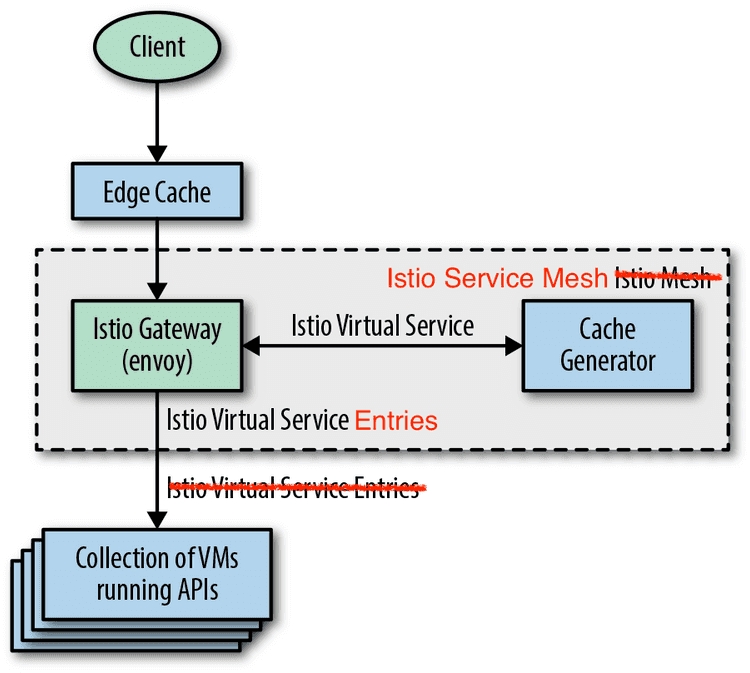 Client
Edge Cache
Istio Service Mesh Istio Mesh
Istio Gateway
(envoy)
Istio Virtual Service
Cache
Generator
Istio Virtual Service Entries
Istio Virtual Service Entries
Collection of VMs
running APIs